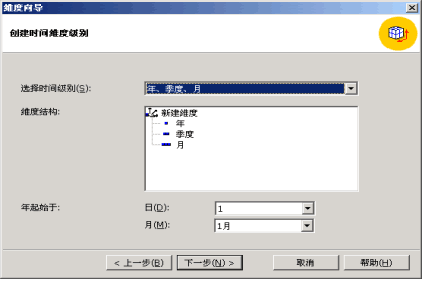 维度向导
创建时间维度级别
选择时间级别(S): 年、季度、月
维度结构: 新建维度
年
季度
月
年起始于: 日(D): 1
月(M): 1月
< 上一步(B) 下一步(N) > 取消 帮助(H)